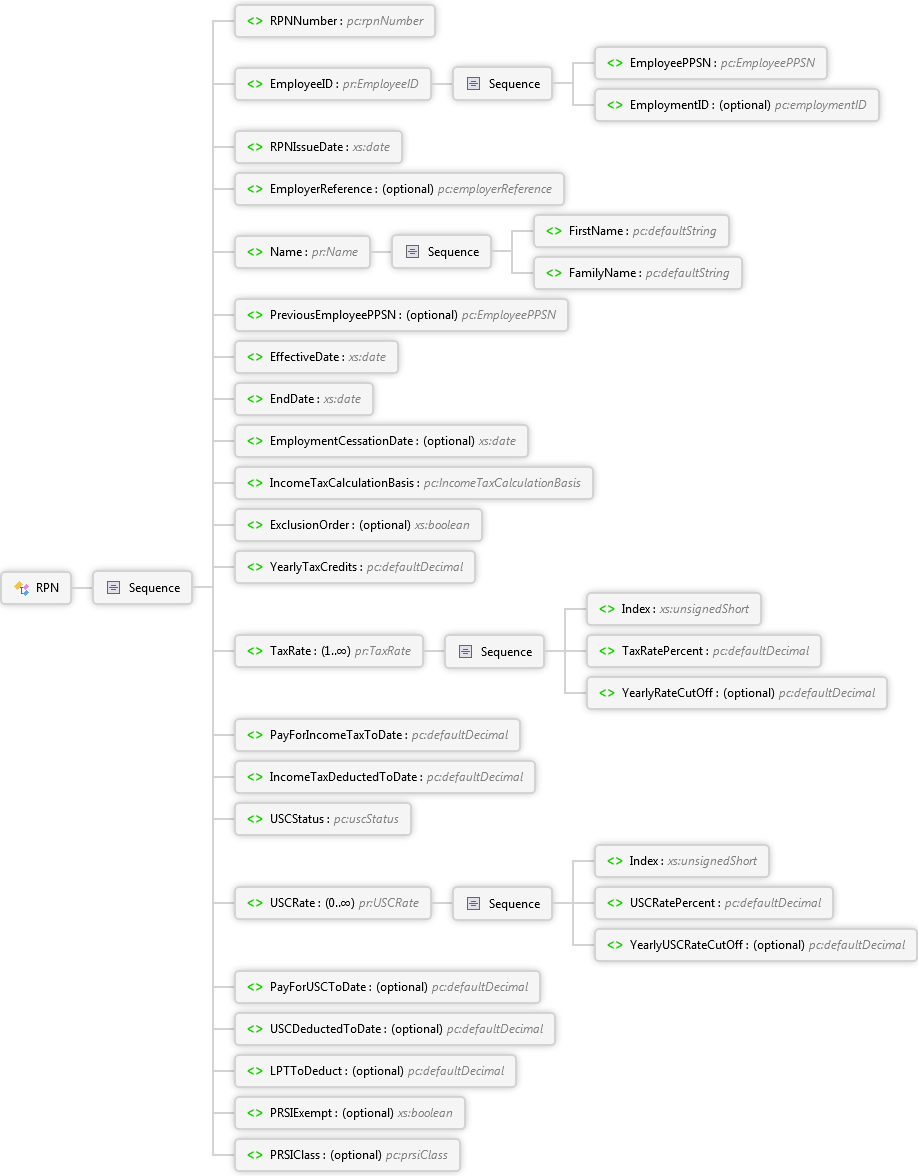 RPNNumber : pc:rpnNumber
EmployeeID : pr:EmployeeID
Sequence
EmployeePPSN : pc:EmployeePPSN
EmploymentID : (optional) pc:employmentID
RPNIssueDate : xs:date
EmployerReference : (optional) pc:employerReference
Name : pr:Name
Sequence
FirstName : pc:defaultString
FamilyName : pc:defaultString
PreviousEmployeePPSN : (optional) pc:EmployeePPSN
EffectiveDate : xs:date
EndDate : xs:date
EmploymentCessationDate : (optional) xs:date
IncomeTaxCalculationBasis : pc:IncomeTaxCalculationBasis
ExclusionOrder : (optional) xs:boolean
YearlyTaxCredits : pc:defaultDecimal
RPN
Sequence
TaxRate : (1..∞) pr:TaxRate
Sequence
Index : xs:unsignedShort
TaxRatePercent : pc:defaultDecimal
YearlyRateCutOff : (optional) pc:defaultDecimal
PayForIncomeTaxToDate : pc:defaultDecimal
IncomeTaxDeductedToDate : pc:defaultDecimal
USCStatus : pc:uscStatus
USCRate : (0..∞) pr:USCRate
Sequence
Index : xs:unsignedShort
USCRatePercent : pc:defaultDecimal
YearlyUSCRateCutOff : (optional) pc:defaultDecimal
PayForUSCToDate : (optional) pc:defaultDecimal
USCDeductedToDate : (optional) pc:defaultDecimal
LPTToDeduct : (optional) pc:defaultDecimal
PRSIExempt : (optional) xs:boolean
PRSIClass : (optional) pc:prsiClass